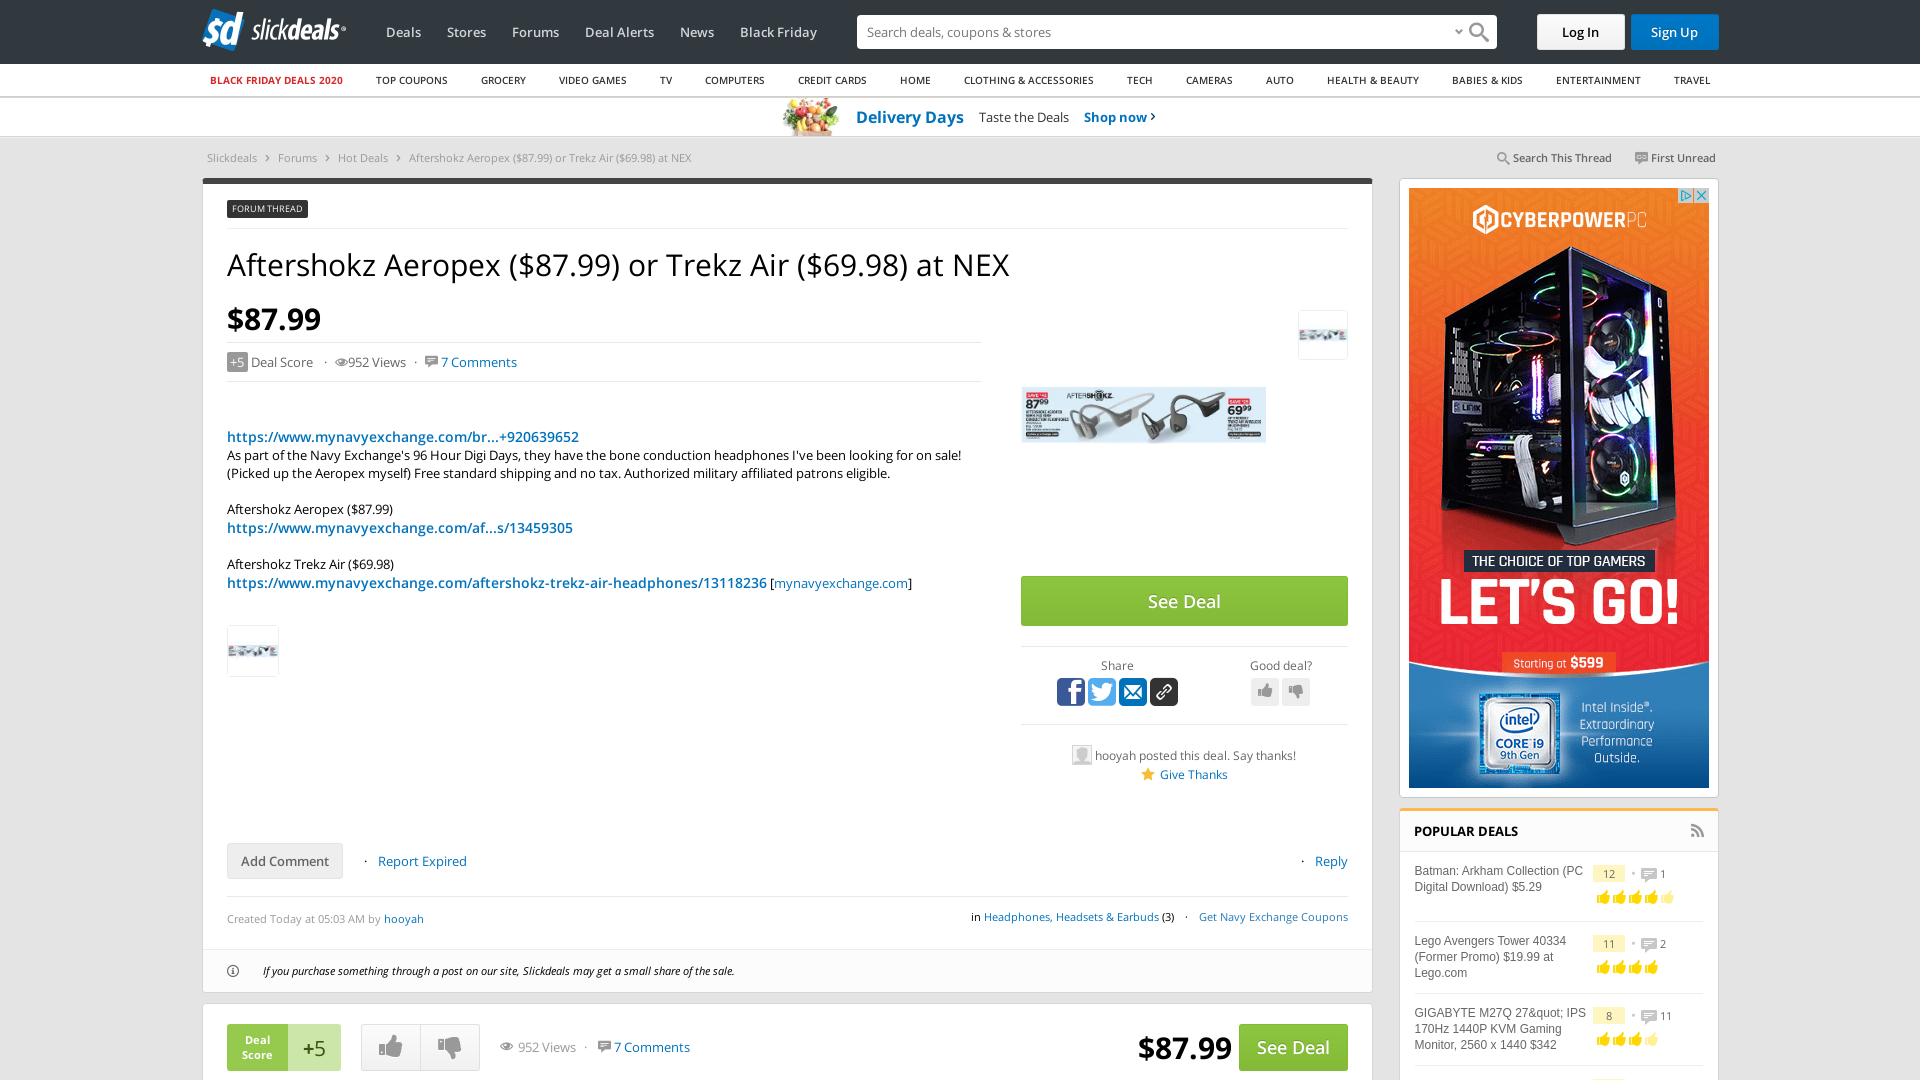 sd slickdeals
Deals Stores Forums Deal Alerts News Black Friday
Search deals, coupons & shopping
Log In Sign Up
BLACK FRIDAY DEALS 2020 TOP COUPONS GROCERY VIDEO GAMES TV COMPUTERS CREDIT CARDS HOME CLOTHING & ACCESSORIES TECH CAMERAS AUTO HEALTH & BEAUTY BABIES & KIDS ENTERTAINMENT TRAVEL
Delivery Days Taste the Deals Shop now
Slickdeals Forums Hot Deals Aftershokz Aeropex ($87.99) or Trekz Air ($69.98) at NEX
Search This Thread First Unread
FORUM THREAD
Aftershokz Aeropex ($87.99) or Trekz Air ($69.98) at NEX
$87.99
+5 Deal Score · 952 Views · 7 Comments
https://www.mynavyexchange.com/br...+920639652
As part of the Navy Exchange's 96 Hour Digi Days, they have the bone conduction headphones I've been looking for on sale!
(Picked up the Aeropex myself) Free standard shipping and no tax. Authorized military affiliated patrons eligible.
Aftershokz Aeropex ($87.99)
https://www.mynavyexchange.com/af...s/13459305
Aftershokz Trekz Air ($69.98)
https://www.mynavyexchange.com/aftershokz-trekz-air-headphones/13118236 [mynavyexchange.com]
8799
AFTERSHOKZ
6999
See Deal
Share Good deal?
hooyah posted this deal. Say thanks!
Give Thanks
Add Comment · Report Expired
· Reply
Created Today at 05:03 AM by hooyah
in Headphones, Headsets & Earbuds (3) · Get Navy Exchange Coupons
If you purchase something through a post on our site, Slickdeals may get a small share of the sale.
Deal
Score
+5
952 Views · 7 Comments
$87.99
See Deal
CYBERPOWERPC
THE CHOICE OF TOP GAMERS
LET'S GO!
Starting at $599
intel
CORE i9
9th Gen
Intel Inside®.
Extraordinary
Performance
Outside.
POPULAR DEALS
Batman: Arkham Collection (PC
Digital Download) $5.29
12 • 1
Lego Avengers Tower 40334
(Former Promo) $19.99 at
Lego.com
11 • 2
GIGABYTE M27Q 27&quot; IPS
170Hz 1440P KVM Gaming
Monitor, 2560 x 1440 $342
8 • 11